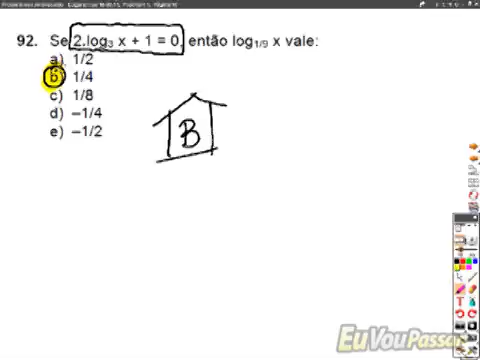 92. Se 2.log₃ x + 1 = 0, então log₁/₉ x vale:
a) 1/2
b) 1/4
c) 1/8
d) –1/4
e) –1/2
B
EuVouPassar